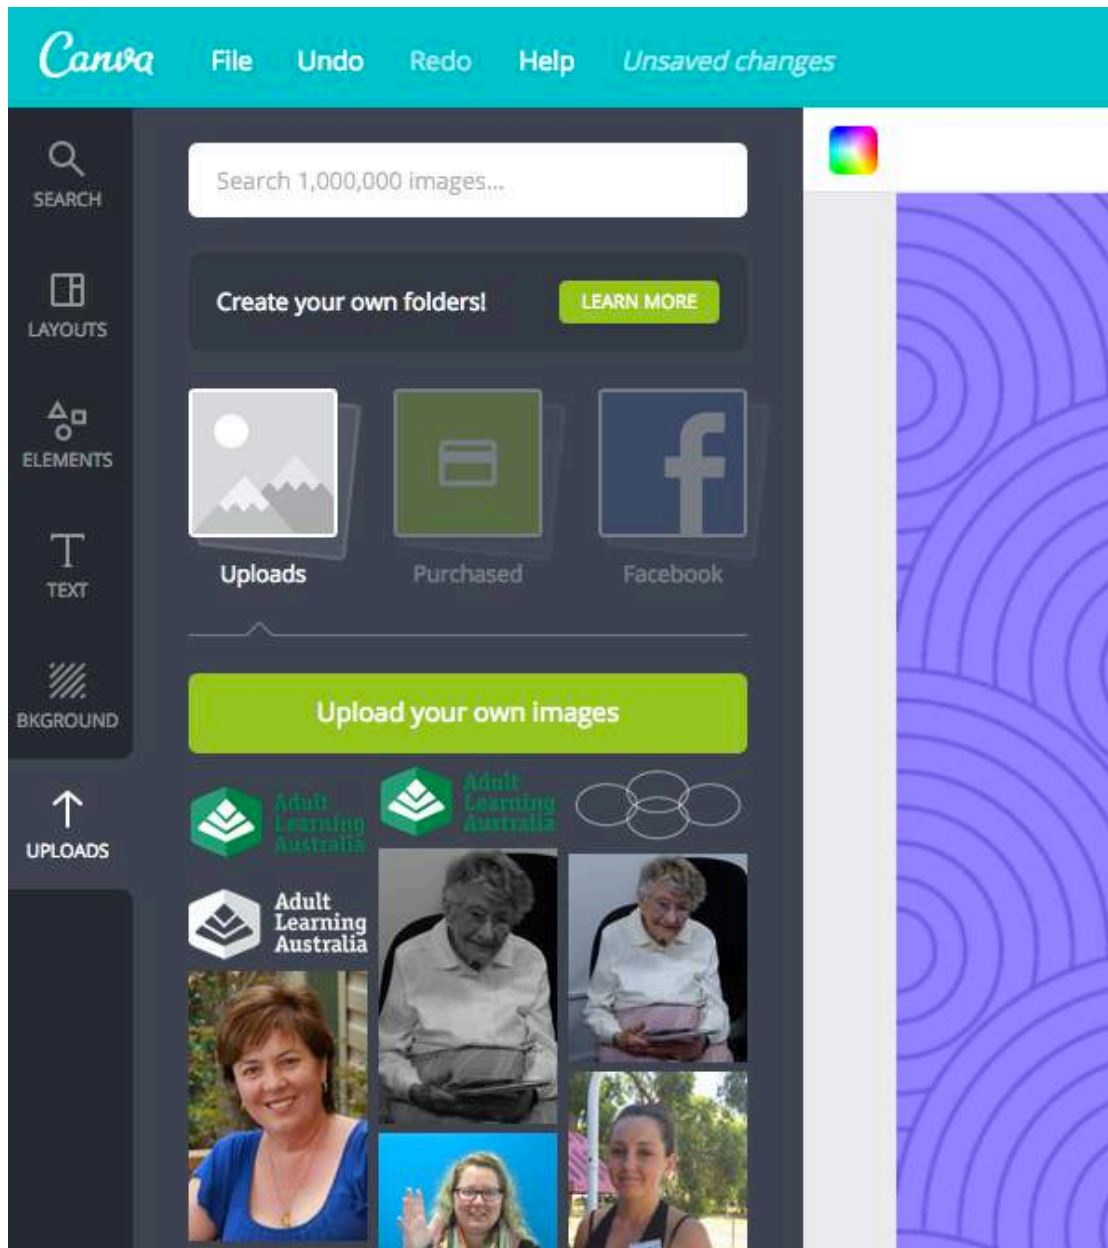 Canva File Undo Redo Help Unsaved changes
SEARCH
LAYOUTS
ELEMENTS
TEXT
BKGROUND
UPLOADS
Search 1,000,000 images...
Create your own folders! LEARN MORE
Uploads Purchased Facebook
Upload your own images
Adult
Learning
Australia
Adult
Learning
Australia
Adult
Learning
Australia